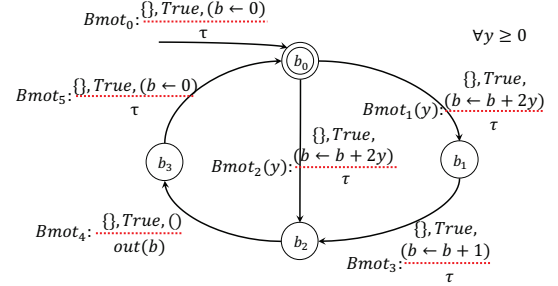 Bmot₀: {},True,(b ← 0)
τ
∀y ≥ 0
b₀
{},True,
Bmot₅: {},True,(b ← 0)
τ
Bmot₁(y): (b ← b + 2y)
τ
{},True,
Bmot₂(y): (b ← b + 2y)
τ
b₃
b₁
Bmot₄: {},True,()
out(b)
b₂
{},True,
(b ← b + 1)
Bmot₃:
τ